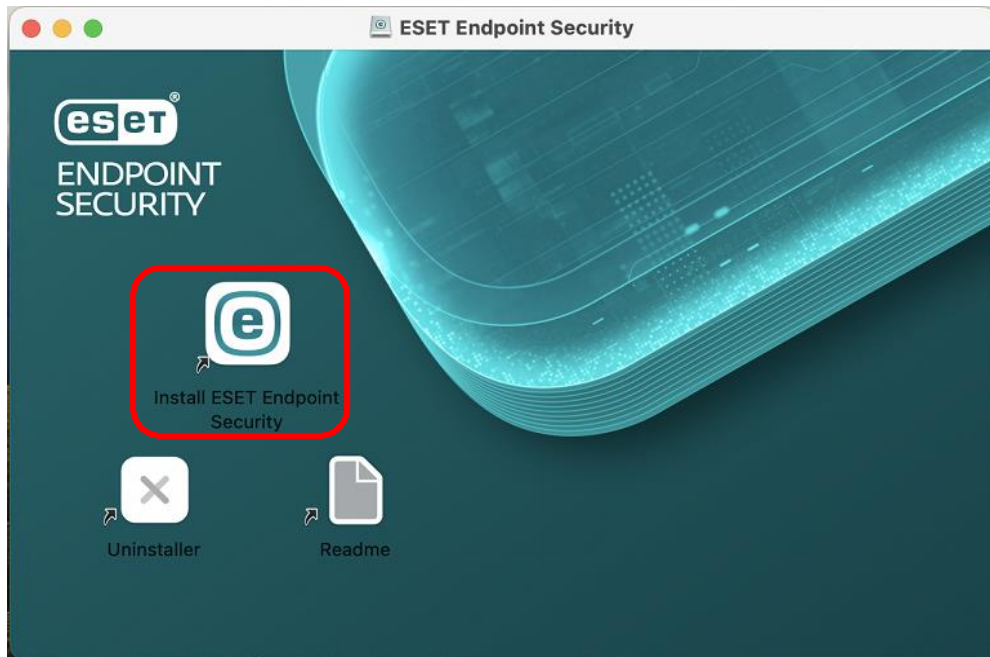 ESET Endpoint Security
eseT®
ENDPOINT
SECURITY
e
Install ESET Endpoint
Security
Uninstaller
Readme